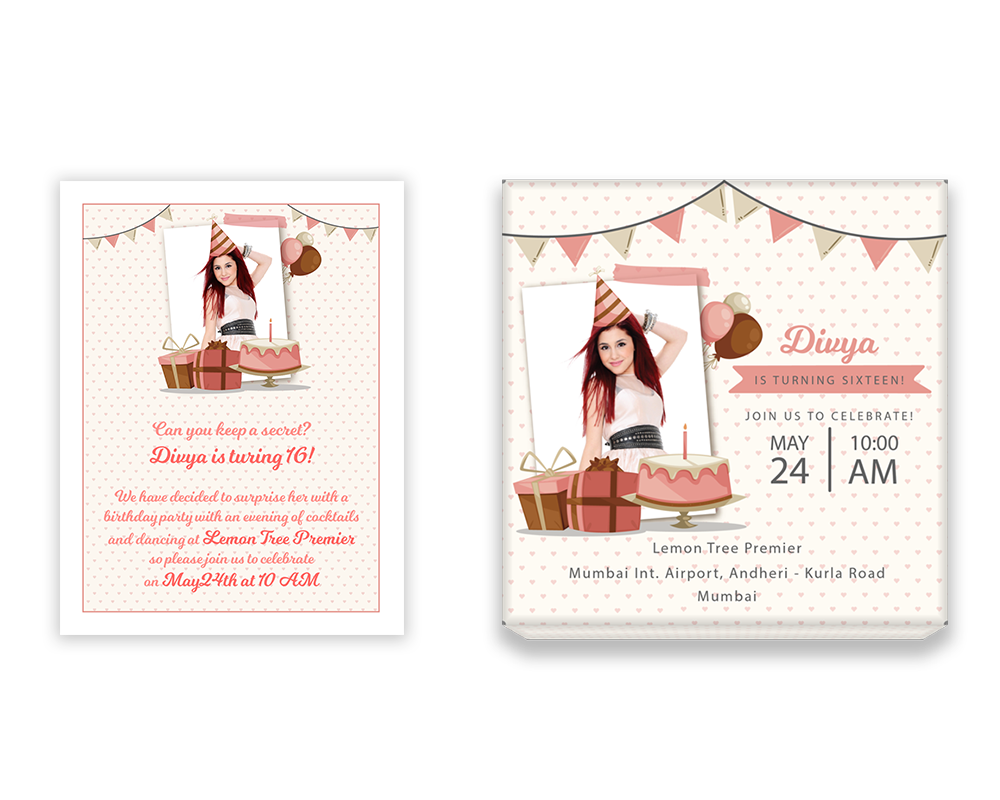 Can you keep a secret?
Divya is turing 16!
We have decided to surprise her with a
birthday party with an evening of cocktails
and dancing at Lemon Tree Premier
so please join us to celebrate
on May24th at 10 AM
Divya
IS TURNING SIXTEEN!
JOIN US TO CELEBRATE!
MAY
24
10:00
AM
Lemon Tree Premier
Mumbai Int. Airport, Andheri - Kurla Road
Mumbai